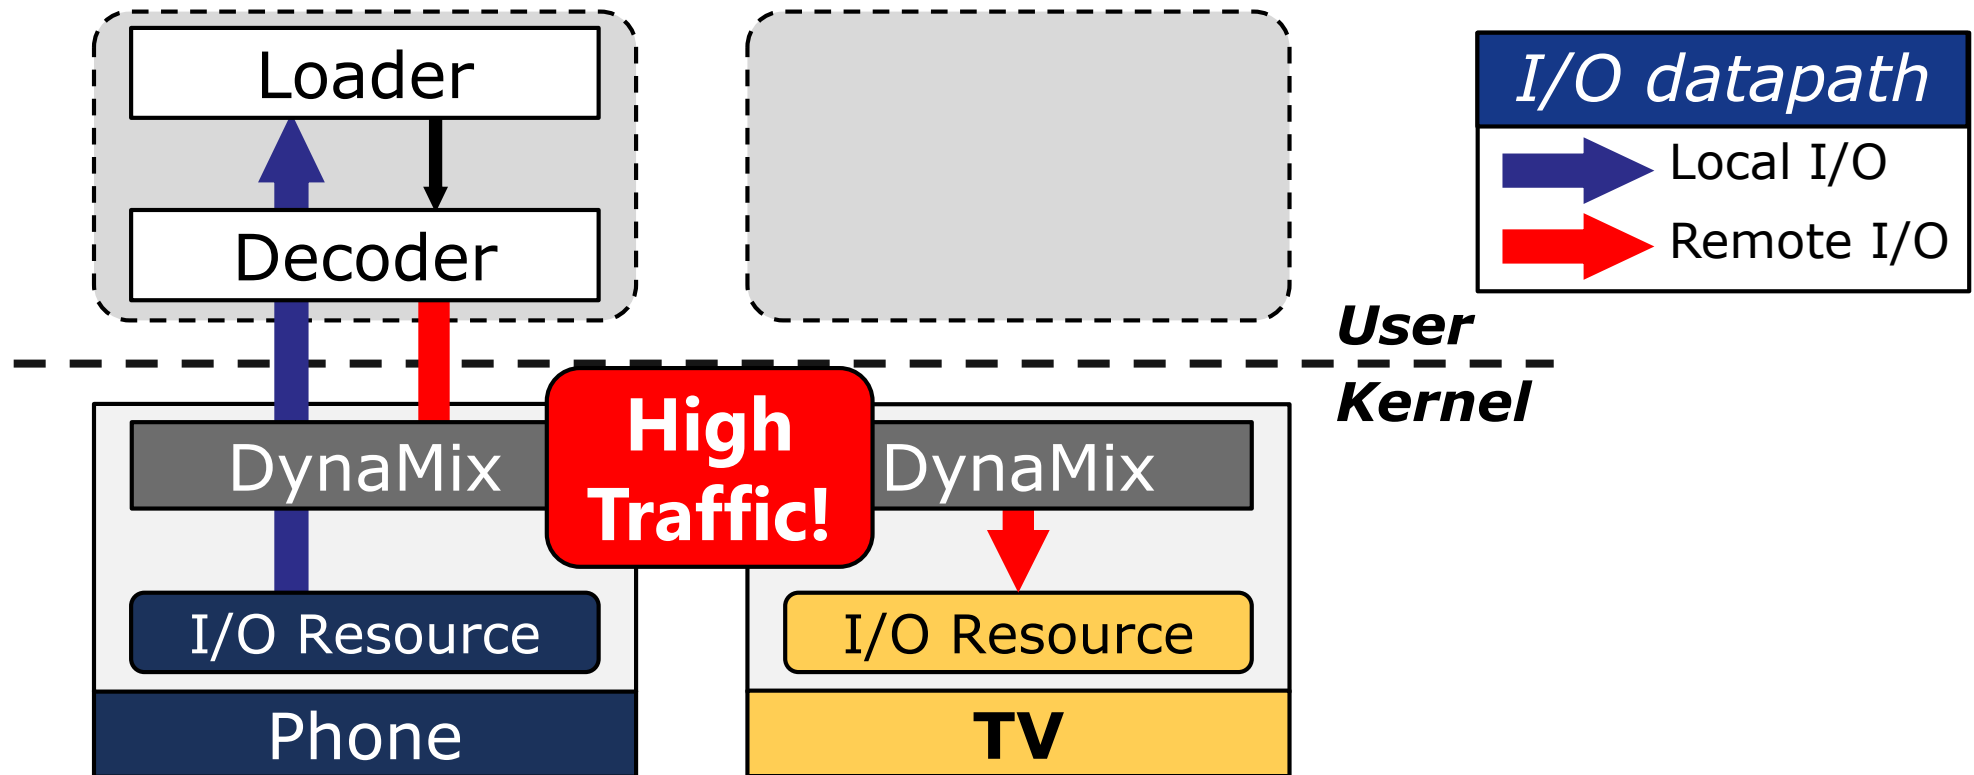 Loader
Decoder
I/O datapath
Local I/O
Remote I/O
User
Kernel
DynaMix
High
Traffic!
DynaMix
I/O Resource
I/O Resource
Phone
TV